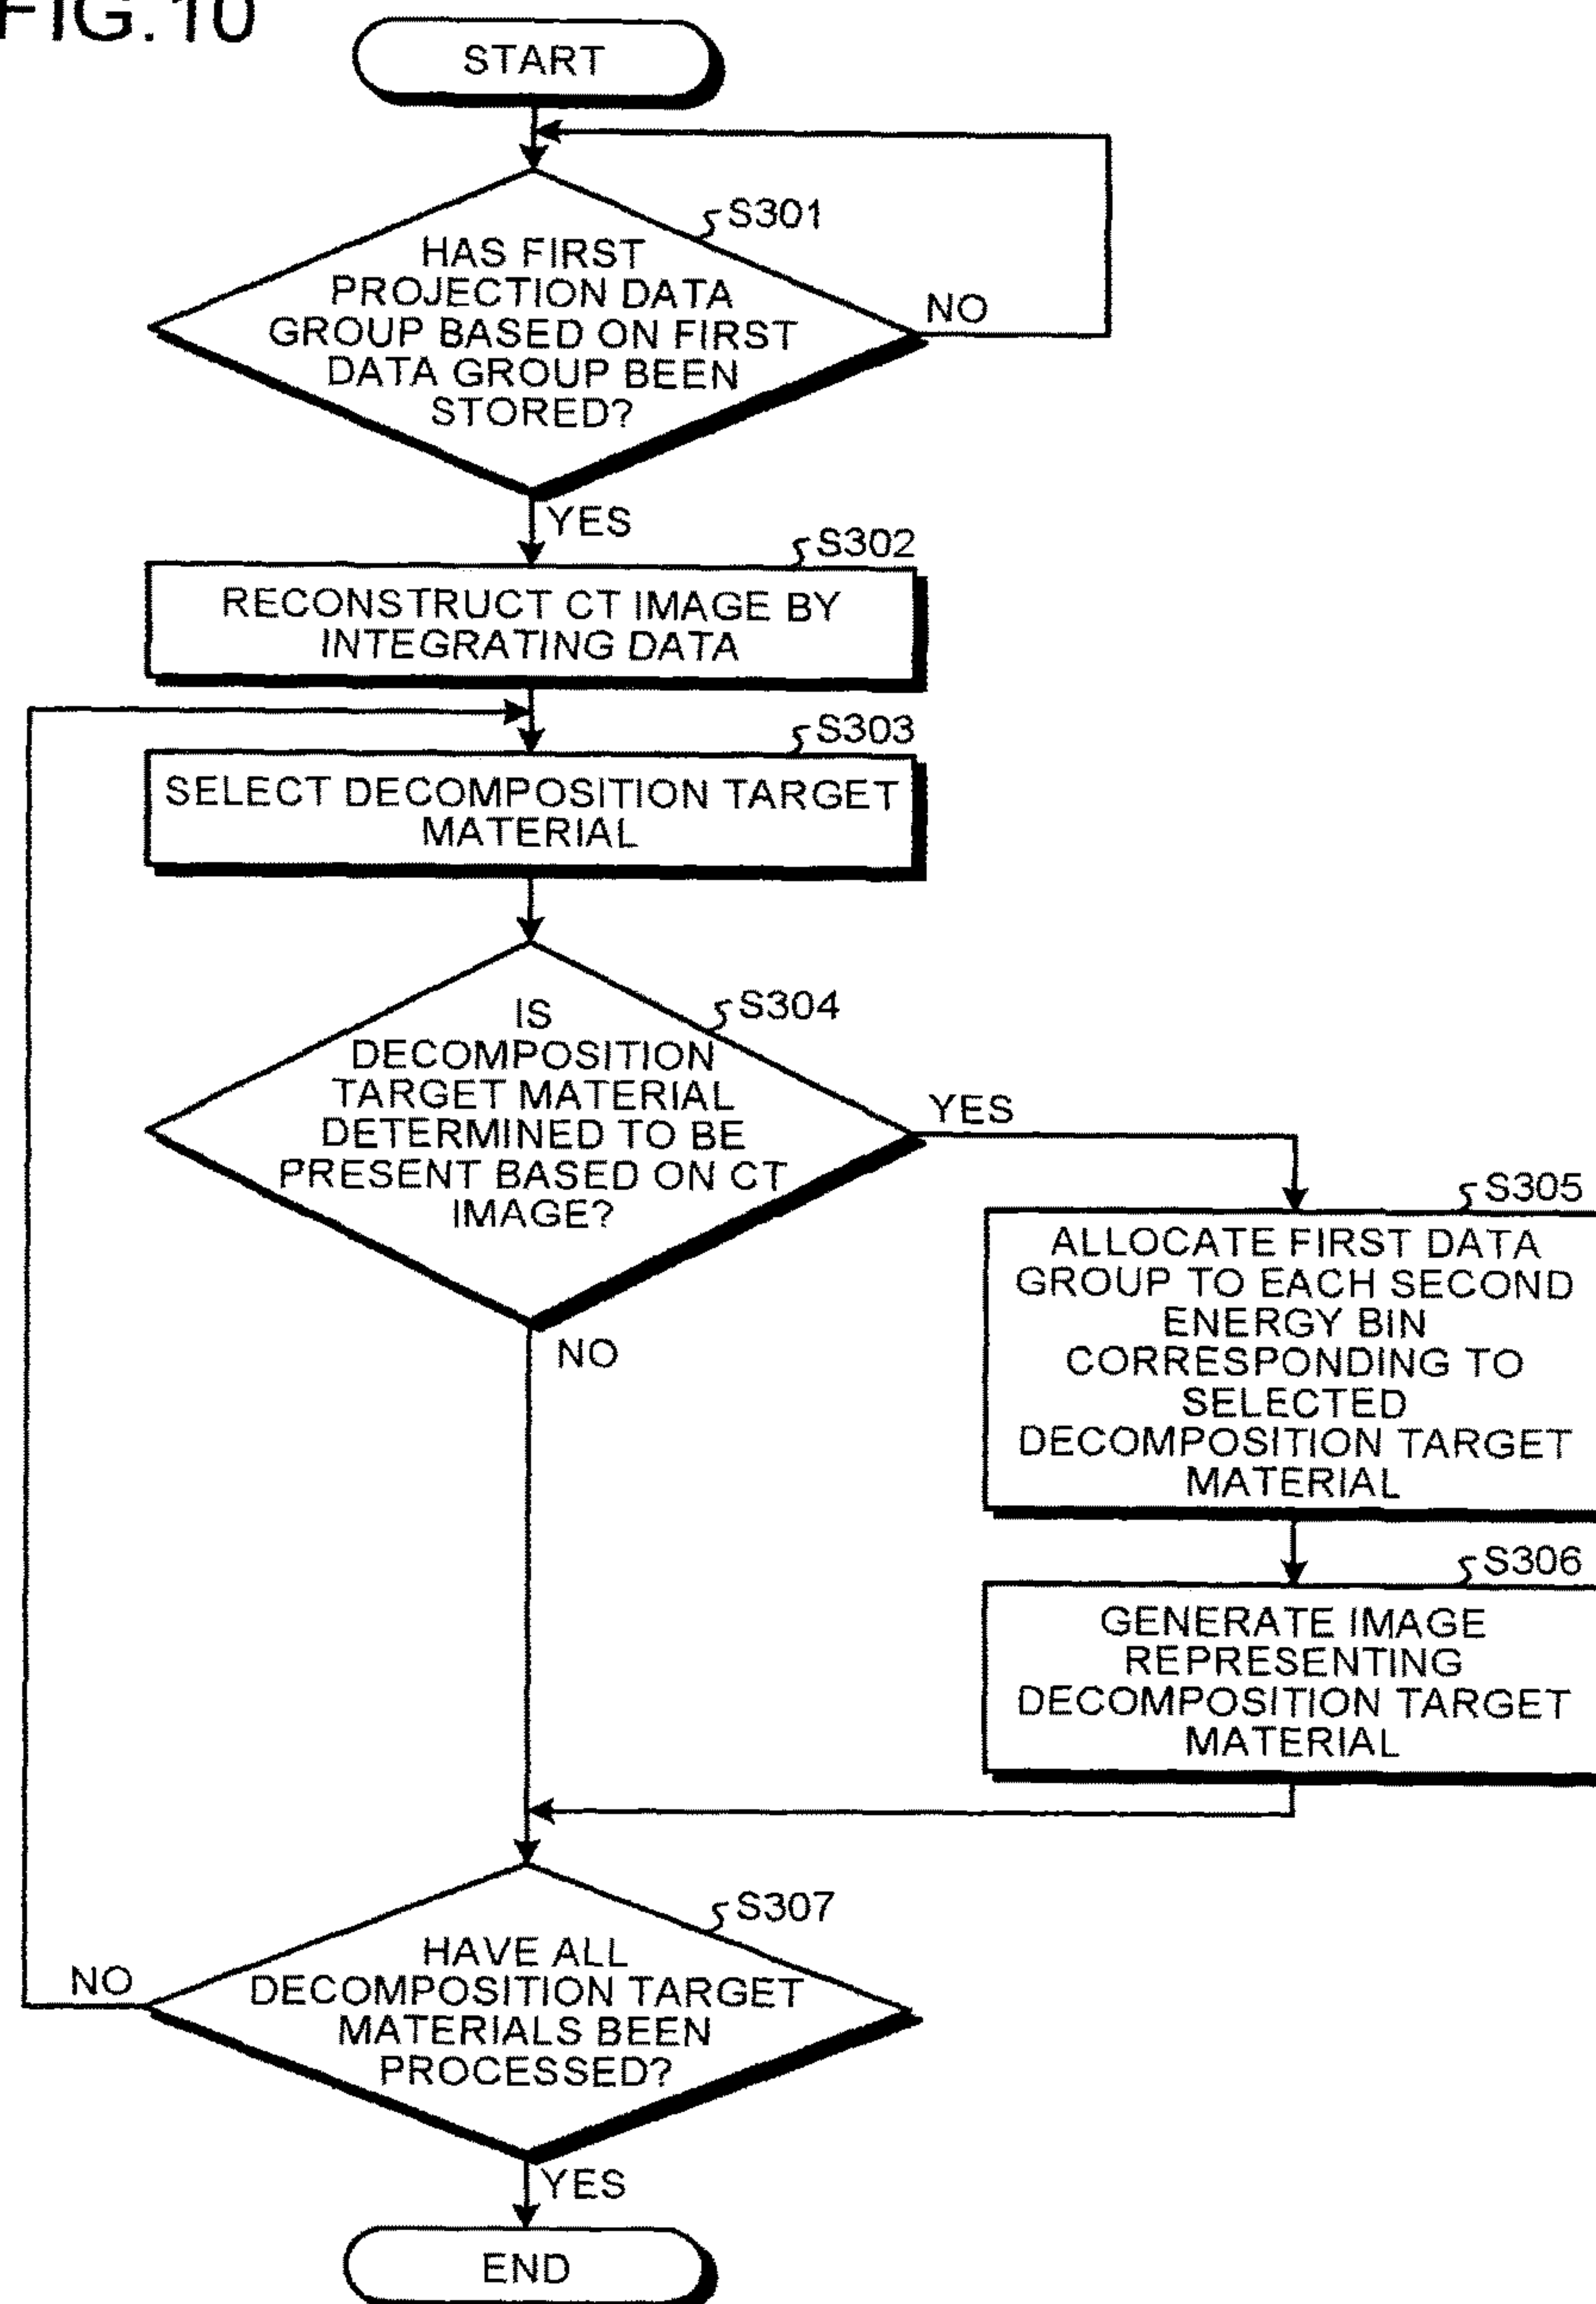 FIG.10
START
S301
HAS FIRST
PROJECTION DATA
GROUP BASED ON FIRST
DATA GROUP BEEN
STORED?
NO
YES
S302
RECONSTRUCT CT IMAGE BY
INTEGRATING DATA
S303
SELECT DECOMPOSITION TARGET
MATERIAL
S304
IS
DECOMPOSITION
TARGET MATERIAL
DETERMINED TO BE
PRESENT BASED ON CT
IMAGE?
YES
NO
S305
ALLOCATE FIRST DATA
GROUP TO EACH SECOND
ENERGY BIN
CORRESPONDING TO
SELECTED
DECOMPOSITION TARGET
MATERIAL
S306
GENERATE IMAGE
REPRESENTING
DECOMPOSITION TARGET
MATERIAL
S307
HAVE ALL
DECOMPOSITION TARGET
MATERIALS BEEN
PROCESSED?
NO
YES
END